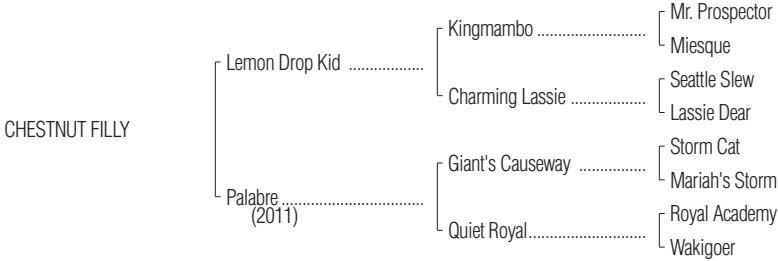 Mr. Prospector
Kingmambo ..........................
Miesque
Lemon Drop Kid ..................
Seattle Slew
Charming Lassie ..................
Lassie Dear
CHESTNUT FILLY
Storm Cat
Giant's Causeway ................
Mariah's Storm
Palabre ..................................
(2011)
Royal Academy
Quiet Royal............................
Wakigoer